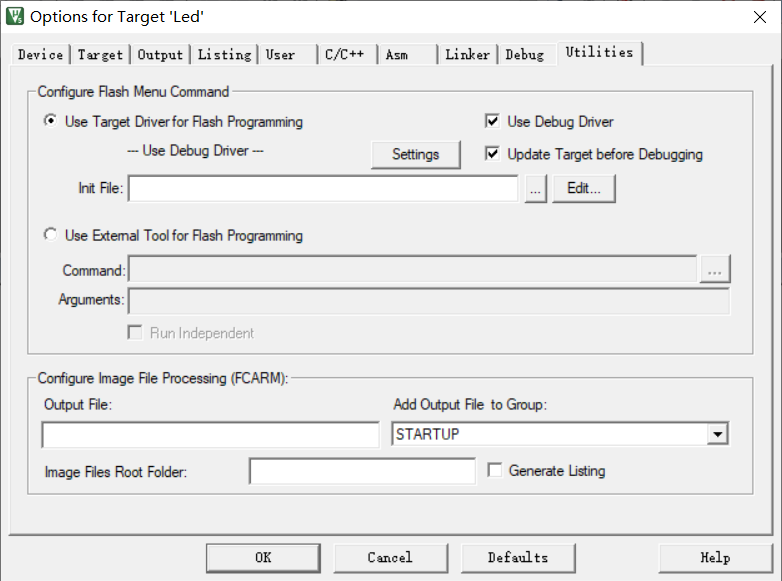 Options for Target 'Led'
Device Target Output Listing User C/C++ Asm Linker Debug Utilities
Configure Flash Menu Command
Use Target Driver for Flash Programming
Use Debug Driver
--- Use Debug Driver ---
Settings
Update Target before Debugging
Init File:
...
Edit...
Use External Tool for Flash Programming
Command:
...
Arguments:
Run Independent
Configure Image File Processing (FCARM):
Output File:
Add Output File to Group:
STARTUP
Image Files Root Folder:
Generate Listing
OK Cancel Defaults Help